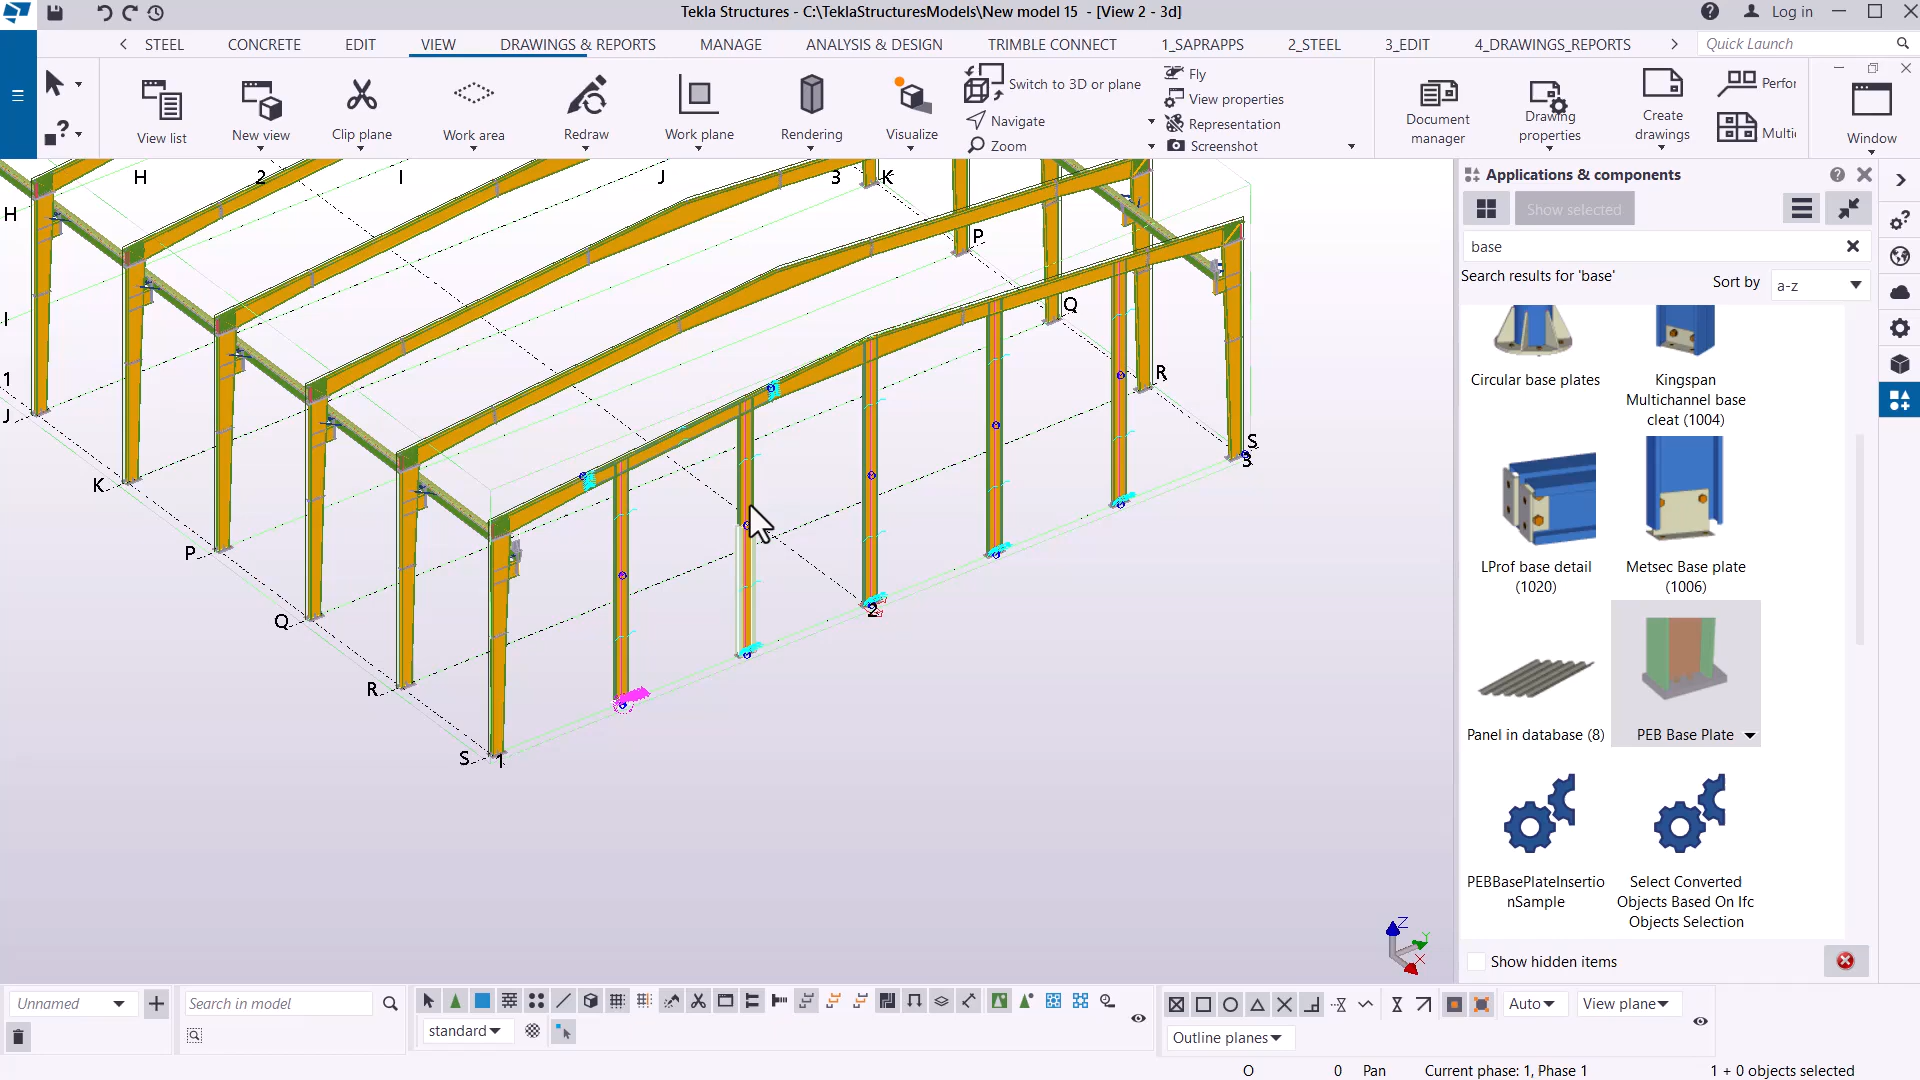 Tekla Structures - C:\TeklaStructuresModels\New model 15 - [View 2 - 3d]
Log in
STEEL CONCRETE EDIT VIEW DRAWINGS & REPORTS MANAGE ANALYSIS & DESIGN TRIMBLE CONNECT 1_SAPRAPPS 2_STEEL 3_EDIT 4_DRAWINGS_REPORTS
Quick Launch
View list
New view
Clip plane
Work area
Redraw
Work plane
Rendering
Visualize
Switch to 3D or plane
Navigate
Zoom
Fly
View properties
Representation
Screenshot
Document
manager
Drawing
properties
Create
drawings
Perfor
Multi
Window
H 2 I J 3 K
H
P
I
Q
1
J
R
K
S
3
P
2
Q
R
S 1
Z
Y
X
Applications & components
Show selected
base
Search results for 'base'
Sort by
a-z
Circular base plates
Kingspan
Multichannel base
cleat (1004)
LProf base detail
(1020)
Metsec Base plate
(1006)
Panel in database (8)
PEB Base Plate
PEBBasePlateInsertio
nSample
Select Converted
Objects Based On Ifc
Objects Selection
Show hidden items
Unnamed
Search in model
standard
Auto
View plane
Outline planes
O 0 Pan Current phase: 1, Phase 1 1 + 0 objects selected